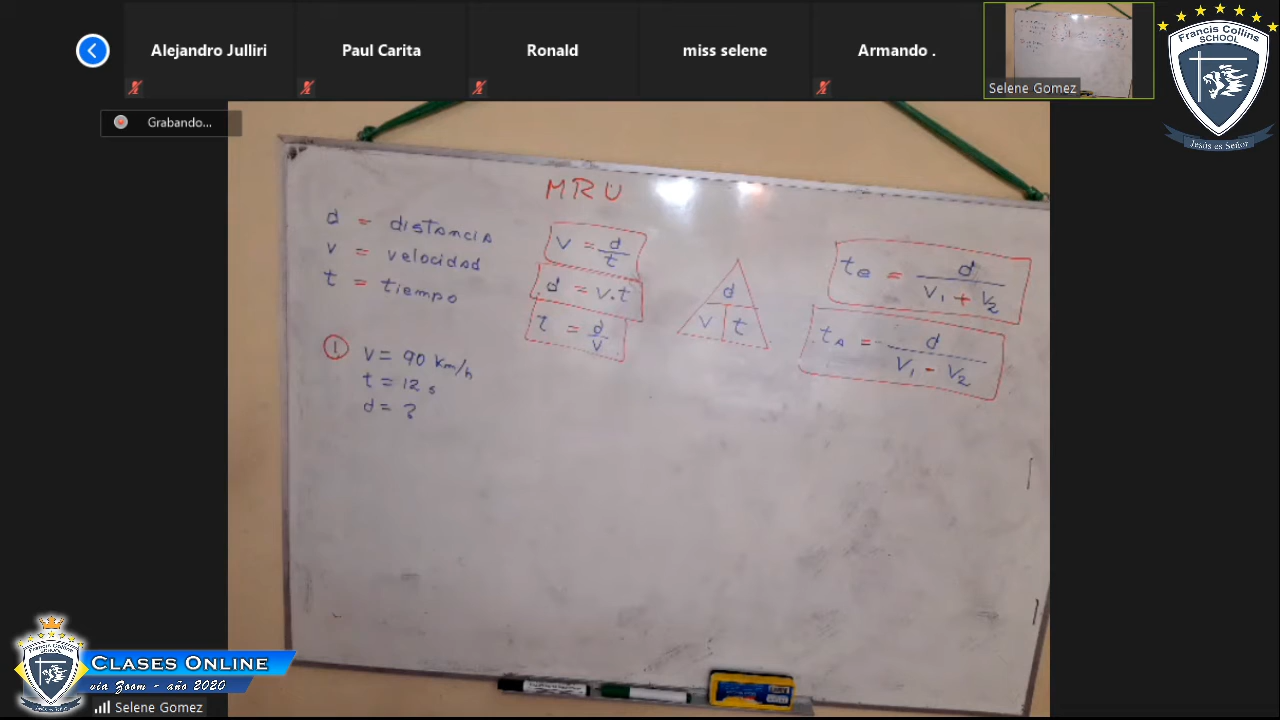 Alejandro Julliri
Paul Carita
Ronald
miss selene
Armando .
Selene Gomez
Francis Collins
SCHOOL
Jesús es Señor
Grabando...
MRU
d = distancia
v = velocidad
t = tiempo
V = d/t
d = v.t
t = d/v
d
v t
te = d/(V1 + V2)
tA = d/(V1 - V2)
1 V = 90 Km/h
t = 12 s
d = ?
CLASES ONLINE
vía Zoom - año 2020
Selene Gomez